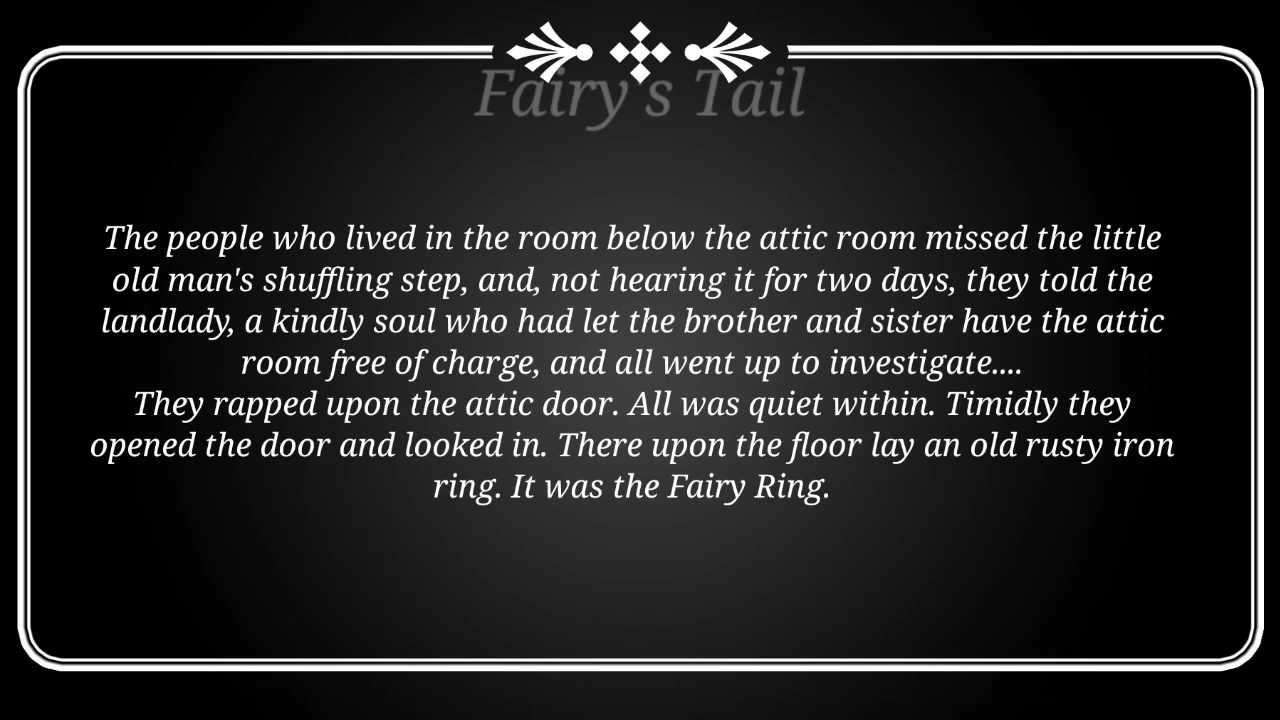 Fairy's Tail
The people who lived in the room below the attic room missed the little
old man's shuffling step, and, not hearing it for two days, they told the
landlady, a kindly soul who had let the brother and sister have the attic
room free of charge, and all went up to investigate....
They rapped upon the attic door. All was quiet within. Timidly they
opened the door and looked in. There upon the floor lay an old rusty iron
ring. It was the Fairy Ring.